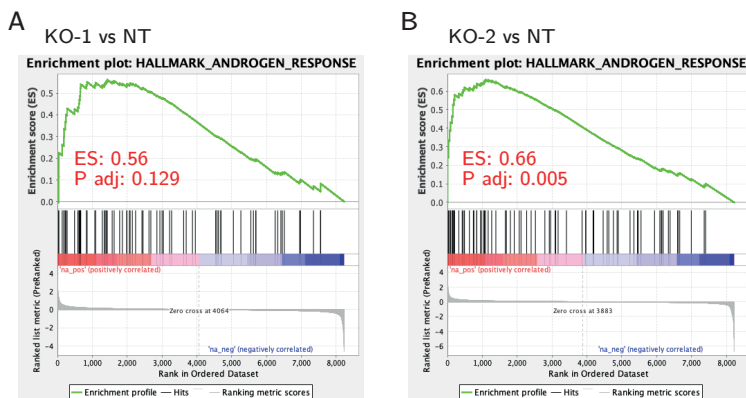 A
KO-1 vs NT
Enrichment plot: HALLMARK_ANDROGEN_RESPONSE
Enrichment score (ES)
0.5
0.4
0.3
0.2
0.1
0.0
ES: 0.56
P adj: 0.129
Ranked list metric (PreRanked)
'na_pos' (positively correlated)
4
2
0
-2
-4
Zero cross at 4064
'na_neg' (negatively correlated)
0 1,000 2,000 3,000 4,000 5,000 6,000 7,000 8,000
Rank in Ordered Dataset
Enrichment profile Hits Ranking metric scores
B
KO-2 vs NT
Enrichment plot: HALLMARK_ANDROGEN_RESPONSE
Enrichment score (ES)
0.6
0.5
0.4
0.3
0.2
0.1
0.0
ES: 0.66
P adj: 0.005
Ranked list metric (PreRanked)
'na_pos' (positively correlated)
4
2
0
-2
-4
-6
Zero cross at 3883
'na_neg' (negatively correlated)
0 1,000 2,000 3,000 4,000 5,000 6,000 7,000 8,000
Rank in Ordered Dataset
Enrichment profile Hits Ranking metric scores